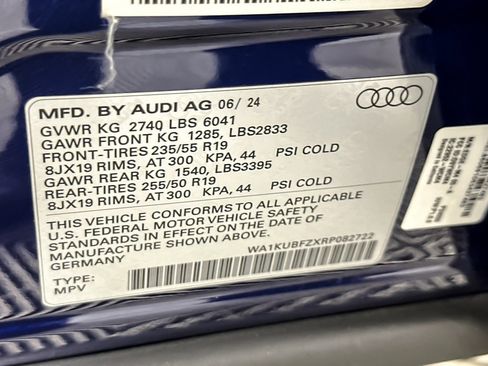 MFD. BY AUDI AG 06/24
GVWR KG 2740 LBS 6041
GAWR FRONT KG 1285, LBS2833
FRONT-TIRES 235/55 R19
8JX19 RIMS, AT 300 KPA, 44 PSI COLD
GAWR REAR KG 1540, LBS3395
REAR-TIRES 255/50 R19
8JX19 RIMS, AT 300 KPA, 44 PSI COLD
THIS VEHICLE CONFORMS TO ALL APPLICABLE
U.S. FEDERAL MOTOR VEHICLE SAFETY
STANDARDS IN EFFECT ON THE DATE OF
MANUFACTURE SHOWN ABOVE.
GERMANY WA1KUBFZXRP082722
TYPE:
MPV